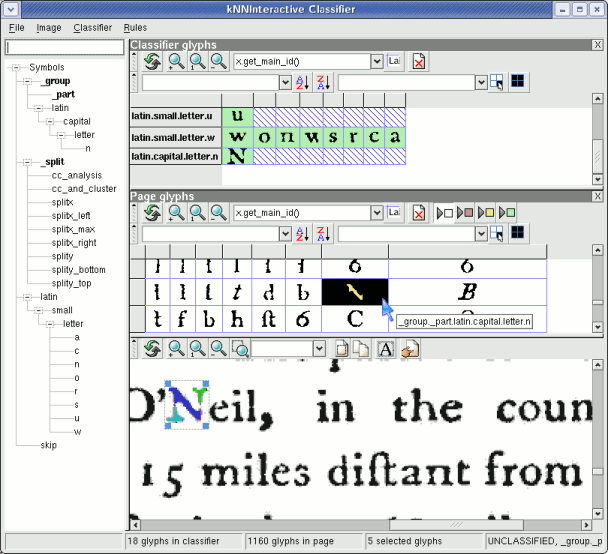 kNNInteractive Classifier
File Image Classifier Rules
Symbols
_group
_part
latin
capital
letter
n
_split
cc_analysis
cc_and_cluster
splitx
splitx_left
splitx_max
splitx_right
splity
splity_bottom
splity_top
latin
small
letter
a
c
n
o
r
s
u
w
skip
Classifier glyphs
x.get_main_id() La
latin.small.letter.u u
latin.small.letter.w w o n w s r c a
latin.capital.letter.n N
Page glyphs
x.get_main_id() La
l l t t d b B
t f b h ſt 6 C
_group._part.latin.capital.letter.n
A
O'Neil, in the coun
15 miles diſtant from
18 glyphs in classifier 1160 glyphs in page 5 selected glyphs UNCLASSIFIED, _group._p